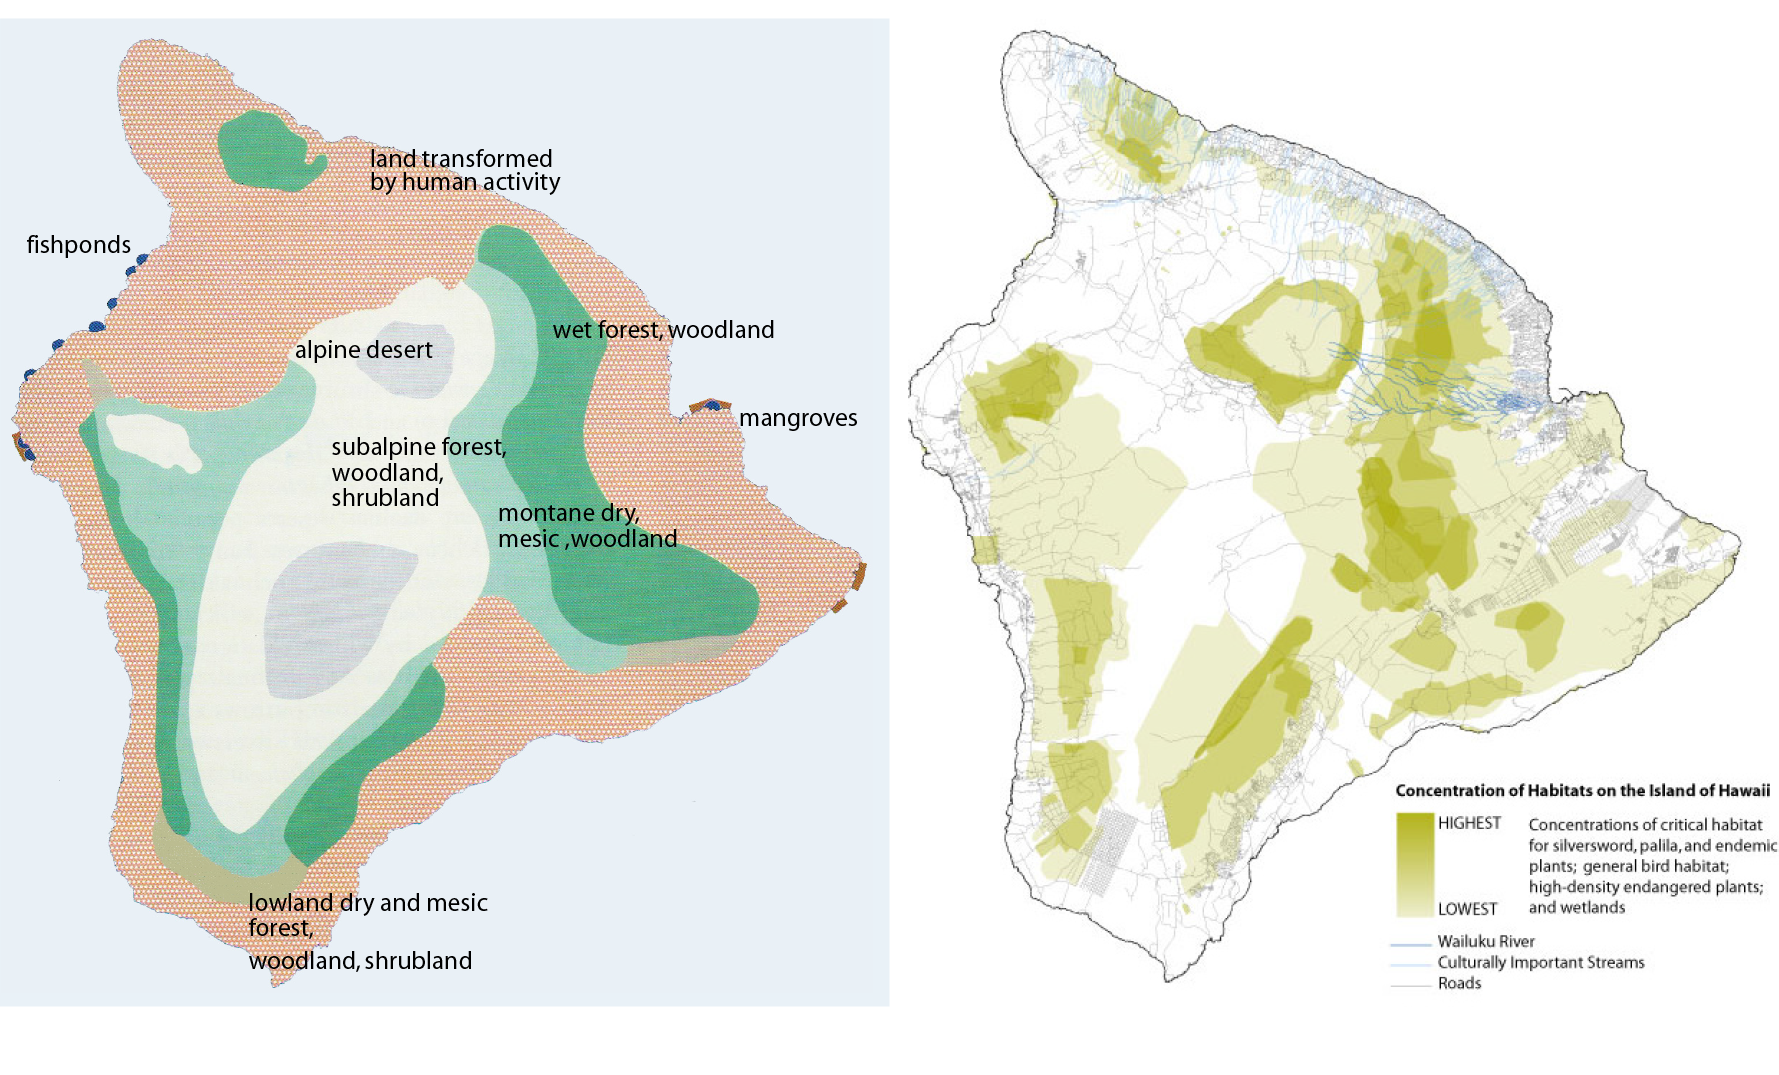 land transformed
by human activity
fishponds
wet forest, woodland
alpine desert
mangroves
subalpine forest,
woodland,
shrubland
montane dry,
mesic ,woodland
lowland dry and mesic
forest,
woodland, shrubland
Concentration of Habitats on the Island of Hawaii
HIGHEST
LOWEST
Concentrations of critical habitat
for silversword, palila, and endemic
plants; general bird habitat;
high-density endangered plants;
and wetlands
Wailuku River
Culturally Important Streams
Roads